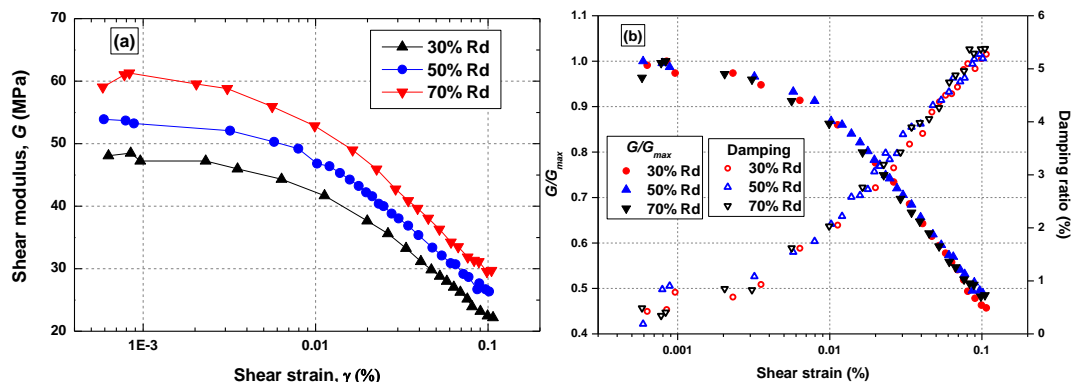 (a)
70
60
50
40
30
20
Shear modulus, G (MPa)
30% Rd
50% Rd
70% Rd
1E-3
0.01
0.1
Shear strain, γ (%)
(b)
1.1
1.0
0.9
0.8
0.7
0.6
0.5
0.4
G/Gmax
G/Gmax
30% Rd
50% Rd
70% Rd
Damping
30% Rd
50% Rd
70% Rd
6
5
4
3
2
1
0
Damping ratio (%)
0.001
0.01
0.1
Shear strain (%)